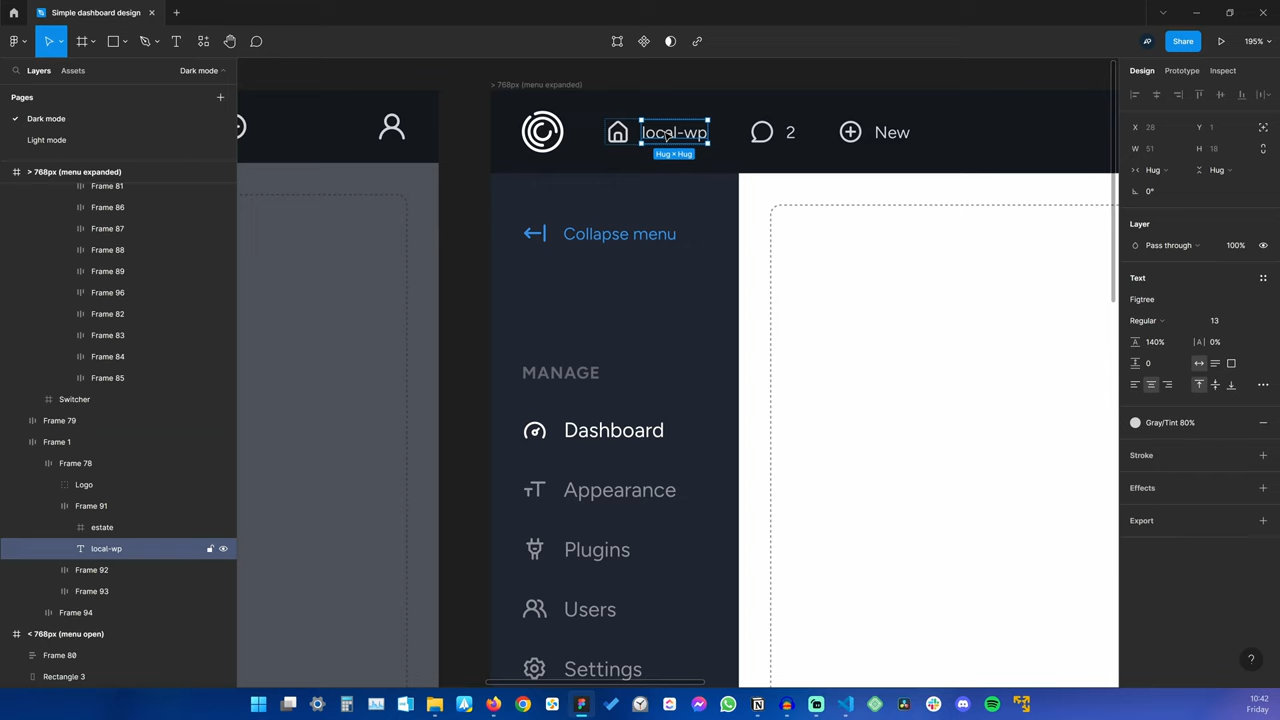 Simple dashboard design
Share
195%
Layers
Assets
Dark mode
Pages
Dark mode
Light mode
> 768px (menu expanded)
Frame 81
Frame 86
Frame 87
Frame 88
Frame 89
Frame 96
Frame 82
Frame 83
Frame 84
Frame 85
Switcher
Frame 79
Frame 1
Frame 78
Logo
Frame 91
estate
local-wp
Frame 92
Frame 93
Frame 94
< 768px (menu open)
Frame 80
Rectangle 3
> 768px (menu expanded)
local-wp
2
New
Hug × Hug
Collapse menu
MANAGE
Dashboard
Appearance
Plugins
Users
Settings
Design
Prototype
Inspect
X 28
Y 1
W 51
H 18
Hug
Hug
0°
Layer
Pass through
100%
Text
Figtree
Regular
13
140%
0%
0
Gray/Tint 80%
Stroke
Effects
Export
?
10:42
Friday